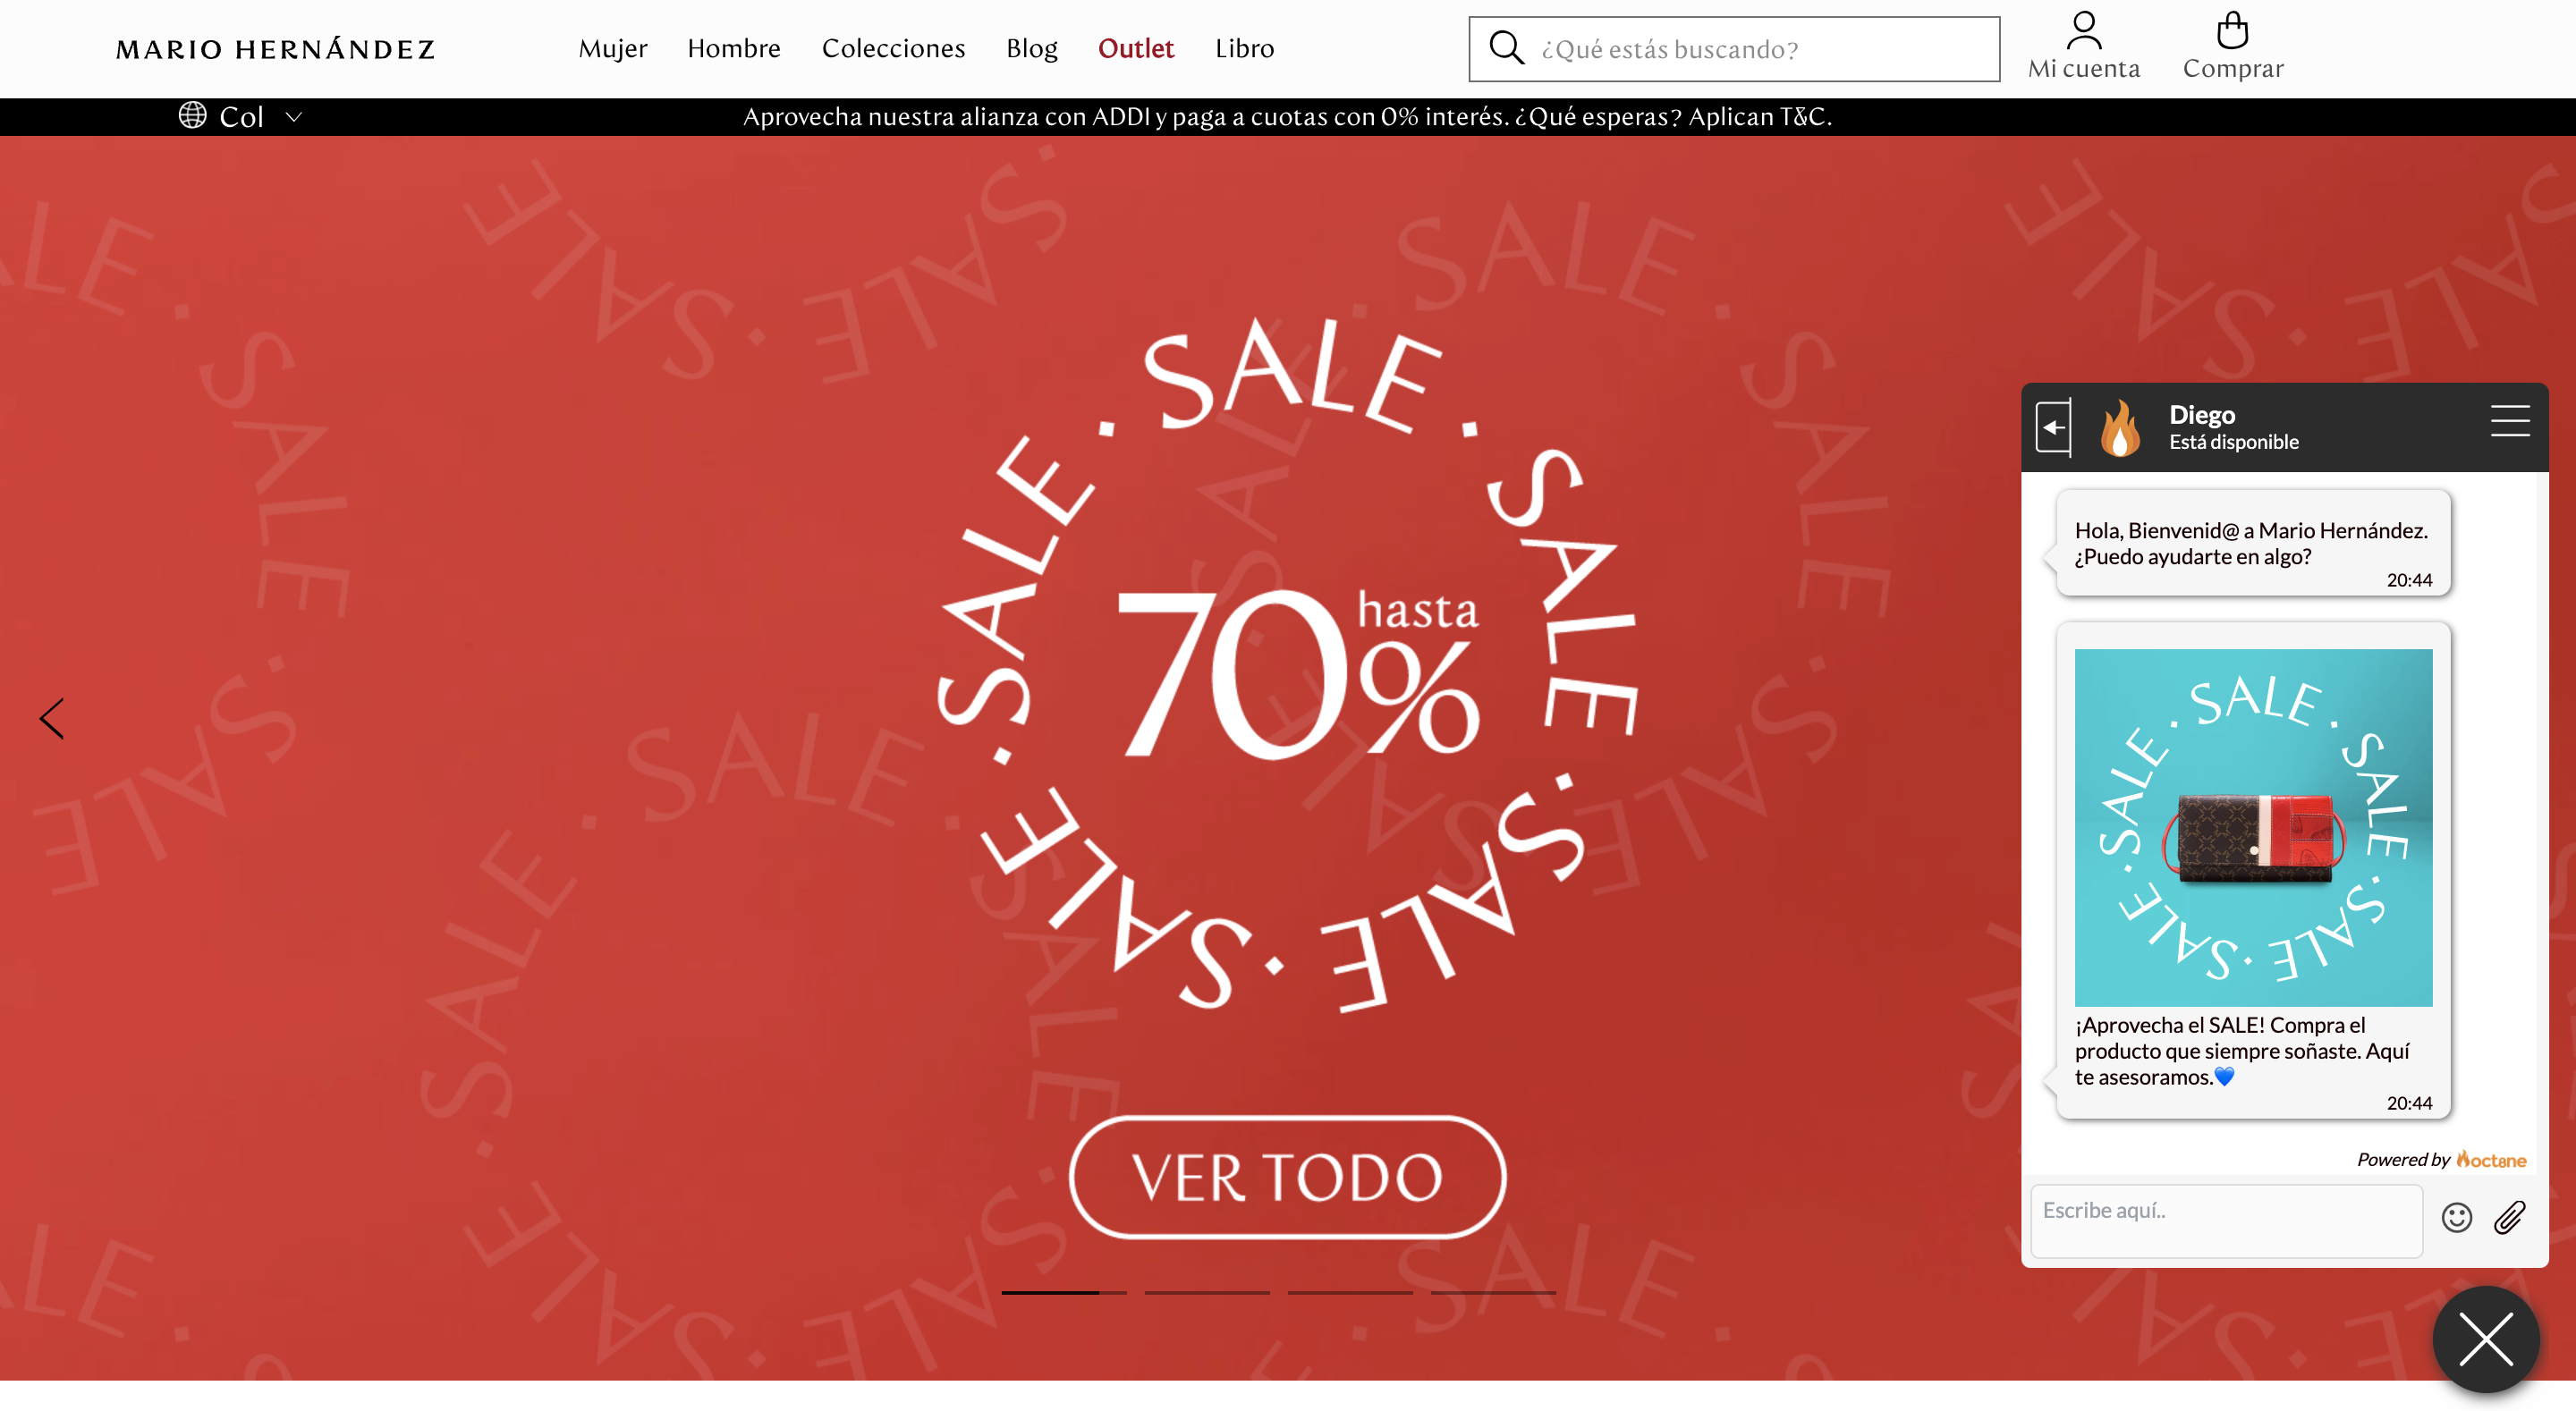 MARIO HERNÁNDEZ
Mujer Hombre Colecciones Blog Outlet Libro
¿Qué estás buscando?
Mi cuenta
Comprar
Col
Aprovecha nuestra alianza con ADDI y paga a cuotas con 0% interés. ¿Qué esperas? Aplican T&C.
SALE · SALE · SALE · SALE · SALE ·
hasta
70%
VER TODO
Diego
Está disponible
Hola, Bienvenid@ a Mario Hernández.
¿Puedo ayudarte en algo?
20:44
SALE · SALE · SALE · SALE · SALE ·
¡Aprovecha el SALE! Compra el
producto que siempre soñaste. Aquí
te asesoramos.💙
20:44
Powered by octane
Escribe aquí..